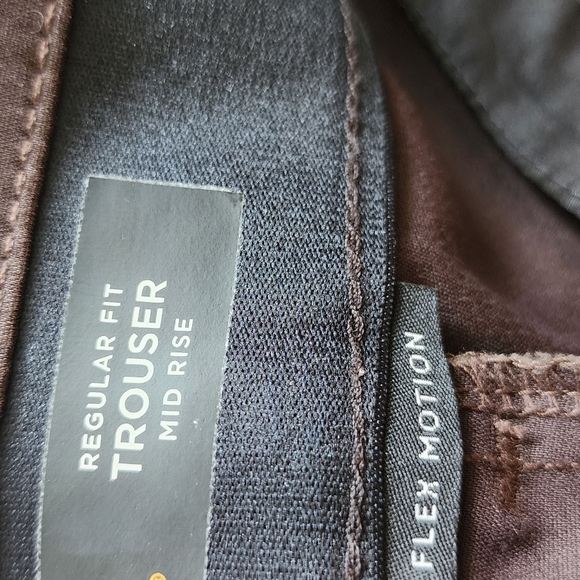 REGULAR FIT
TROUSER
MID RISE
FLEX MOTION